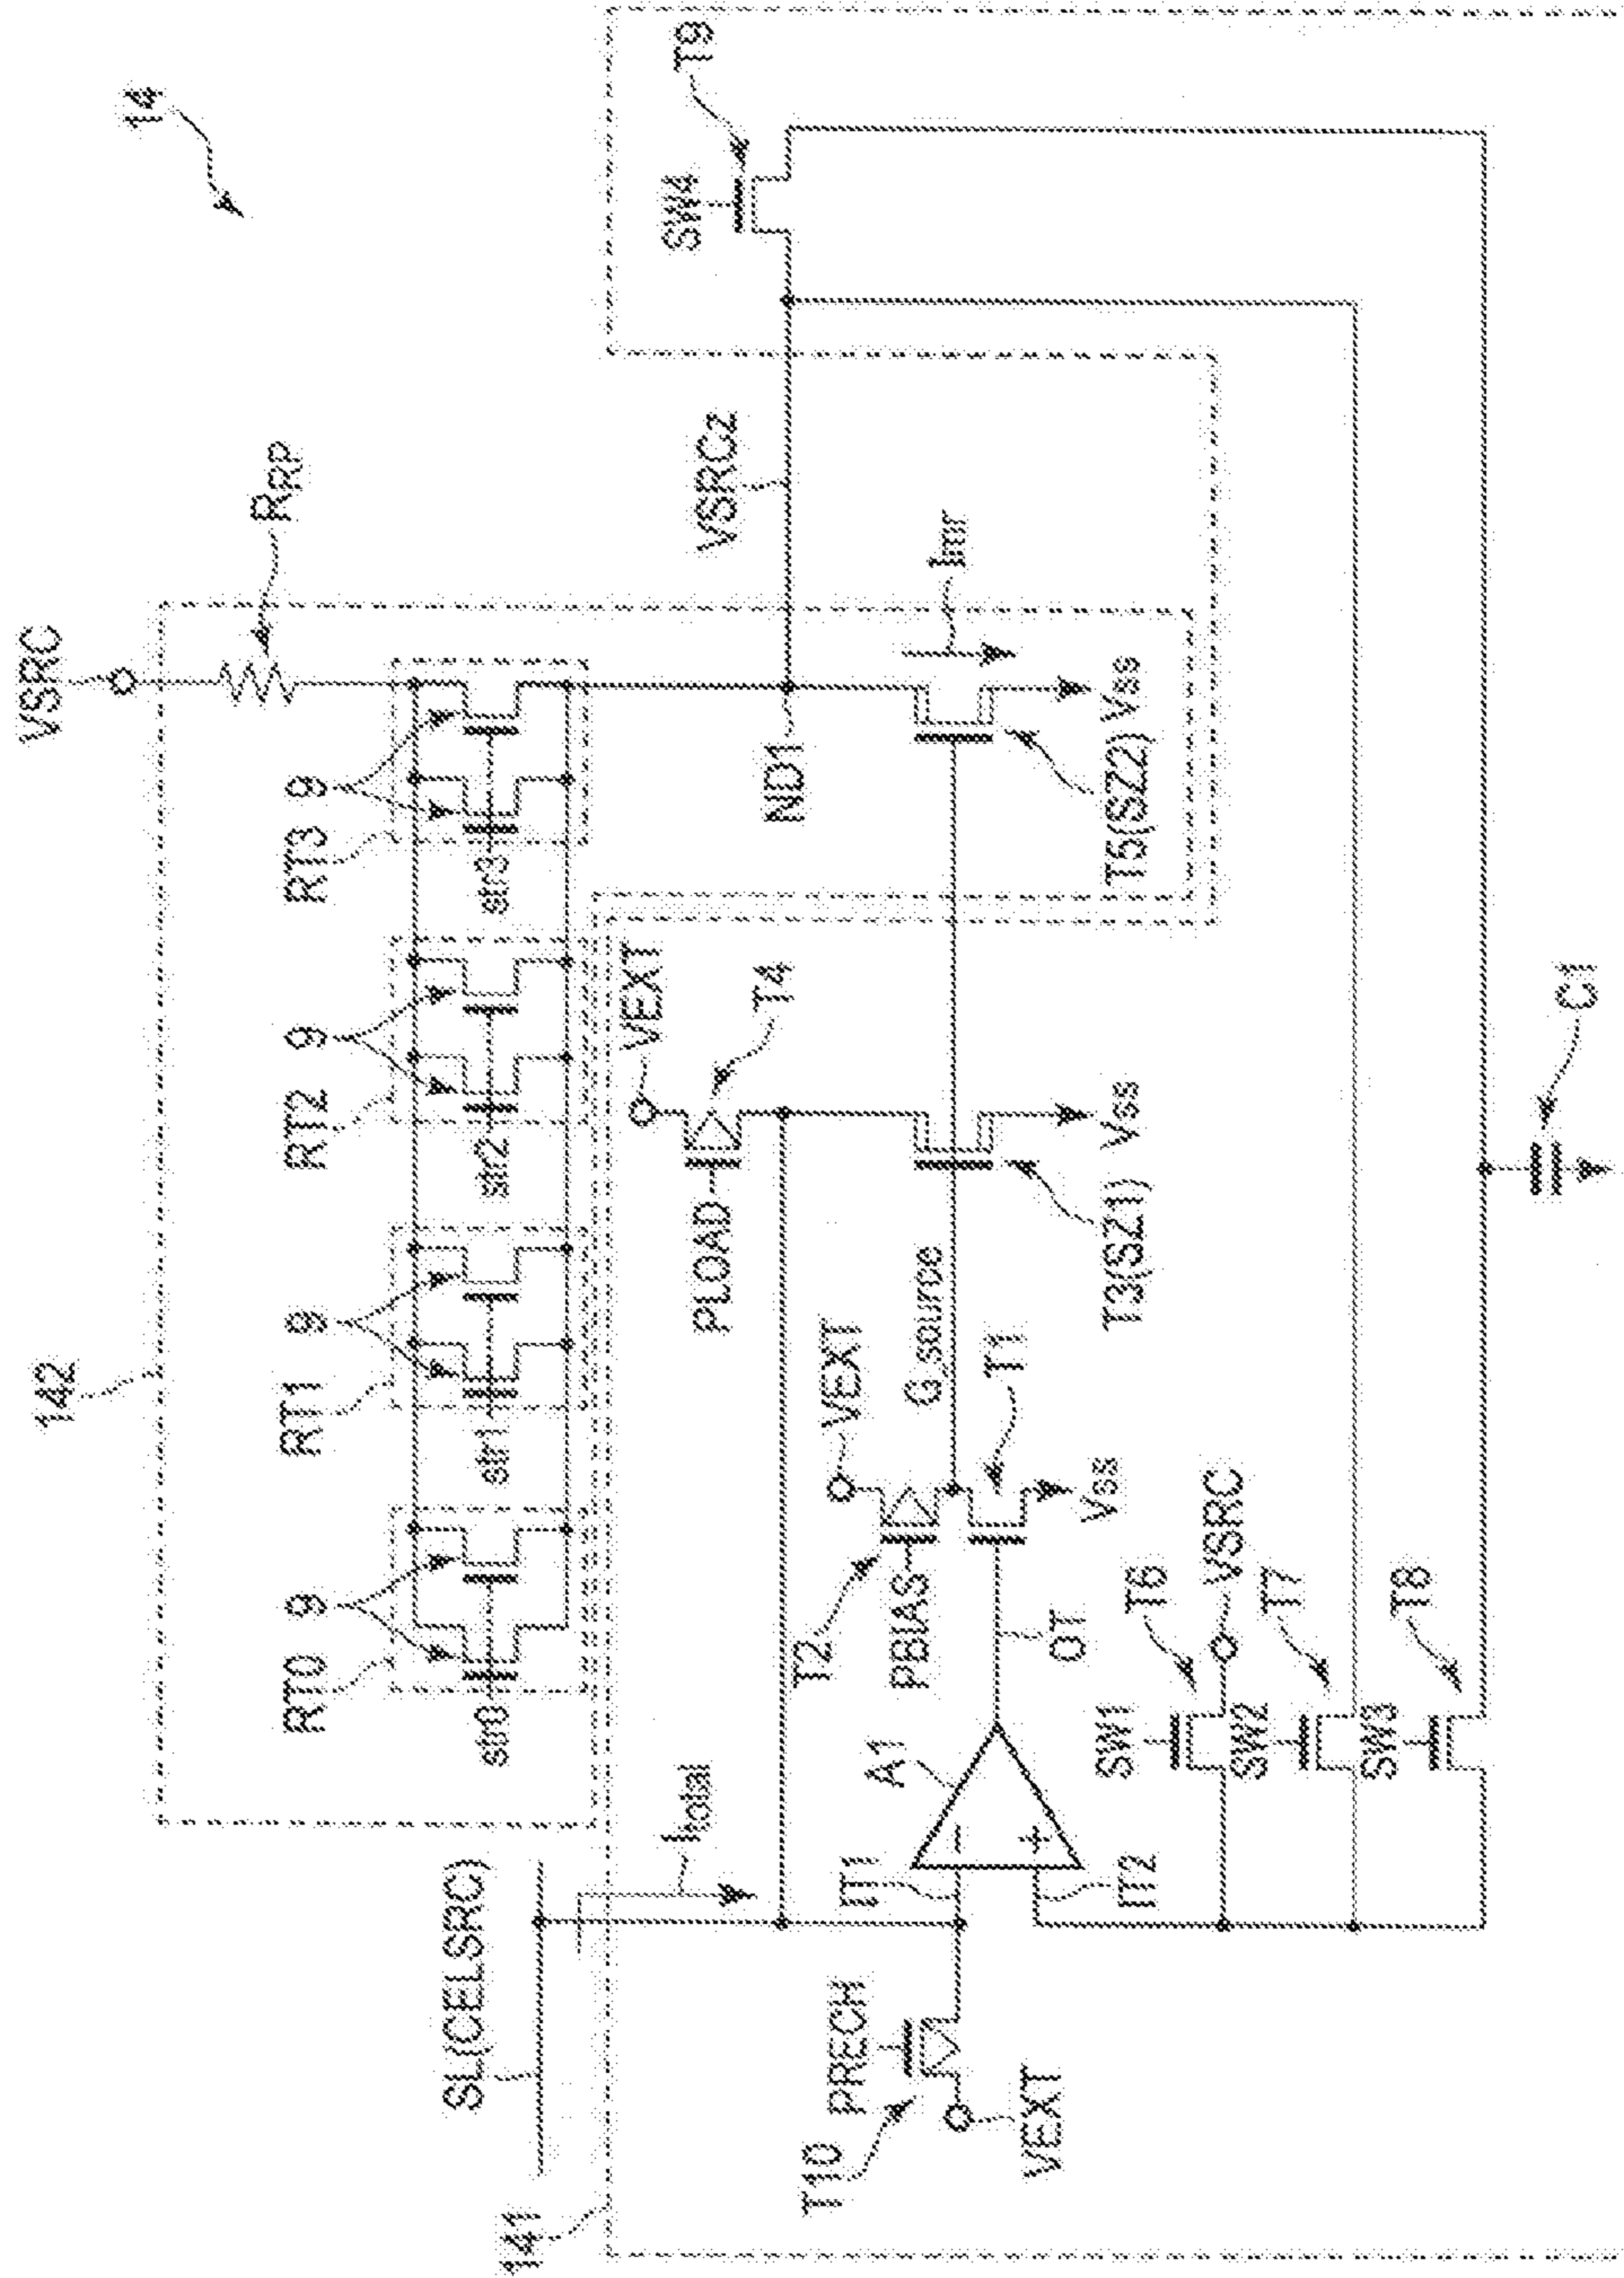 14
142
VSRC
RRP
RT0
9
RT1
9
RT2
9
RT3
9
str0
str1
str2
str3
SL(CELSRC)
Itotal
141
VEXT
T4
PLOAD
ND1
VSRCz
SW4
T9
T10
PRECH
VEXT
IT1
IT2
A1
T2
PBIAS
VEXT
G_source
OT
T1
Vss
T3(SZ1)
Vss
Imr
T5(SZ2)
Vss
SW1
T6
VSRC
SW2
T7
SW3
T8
C1